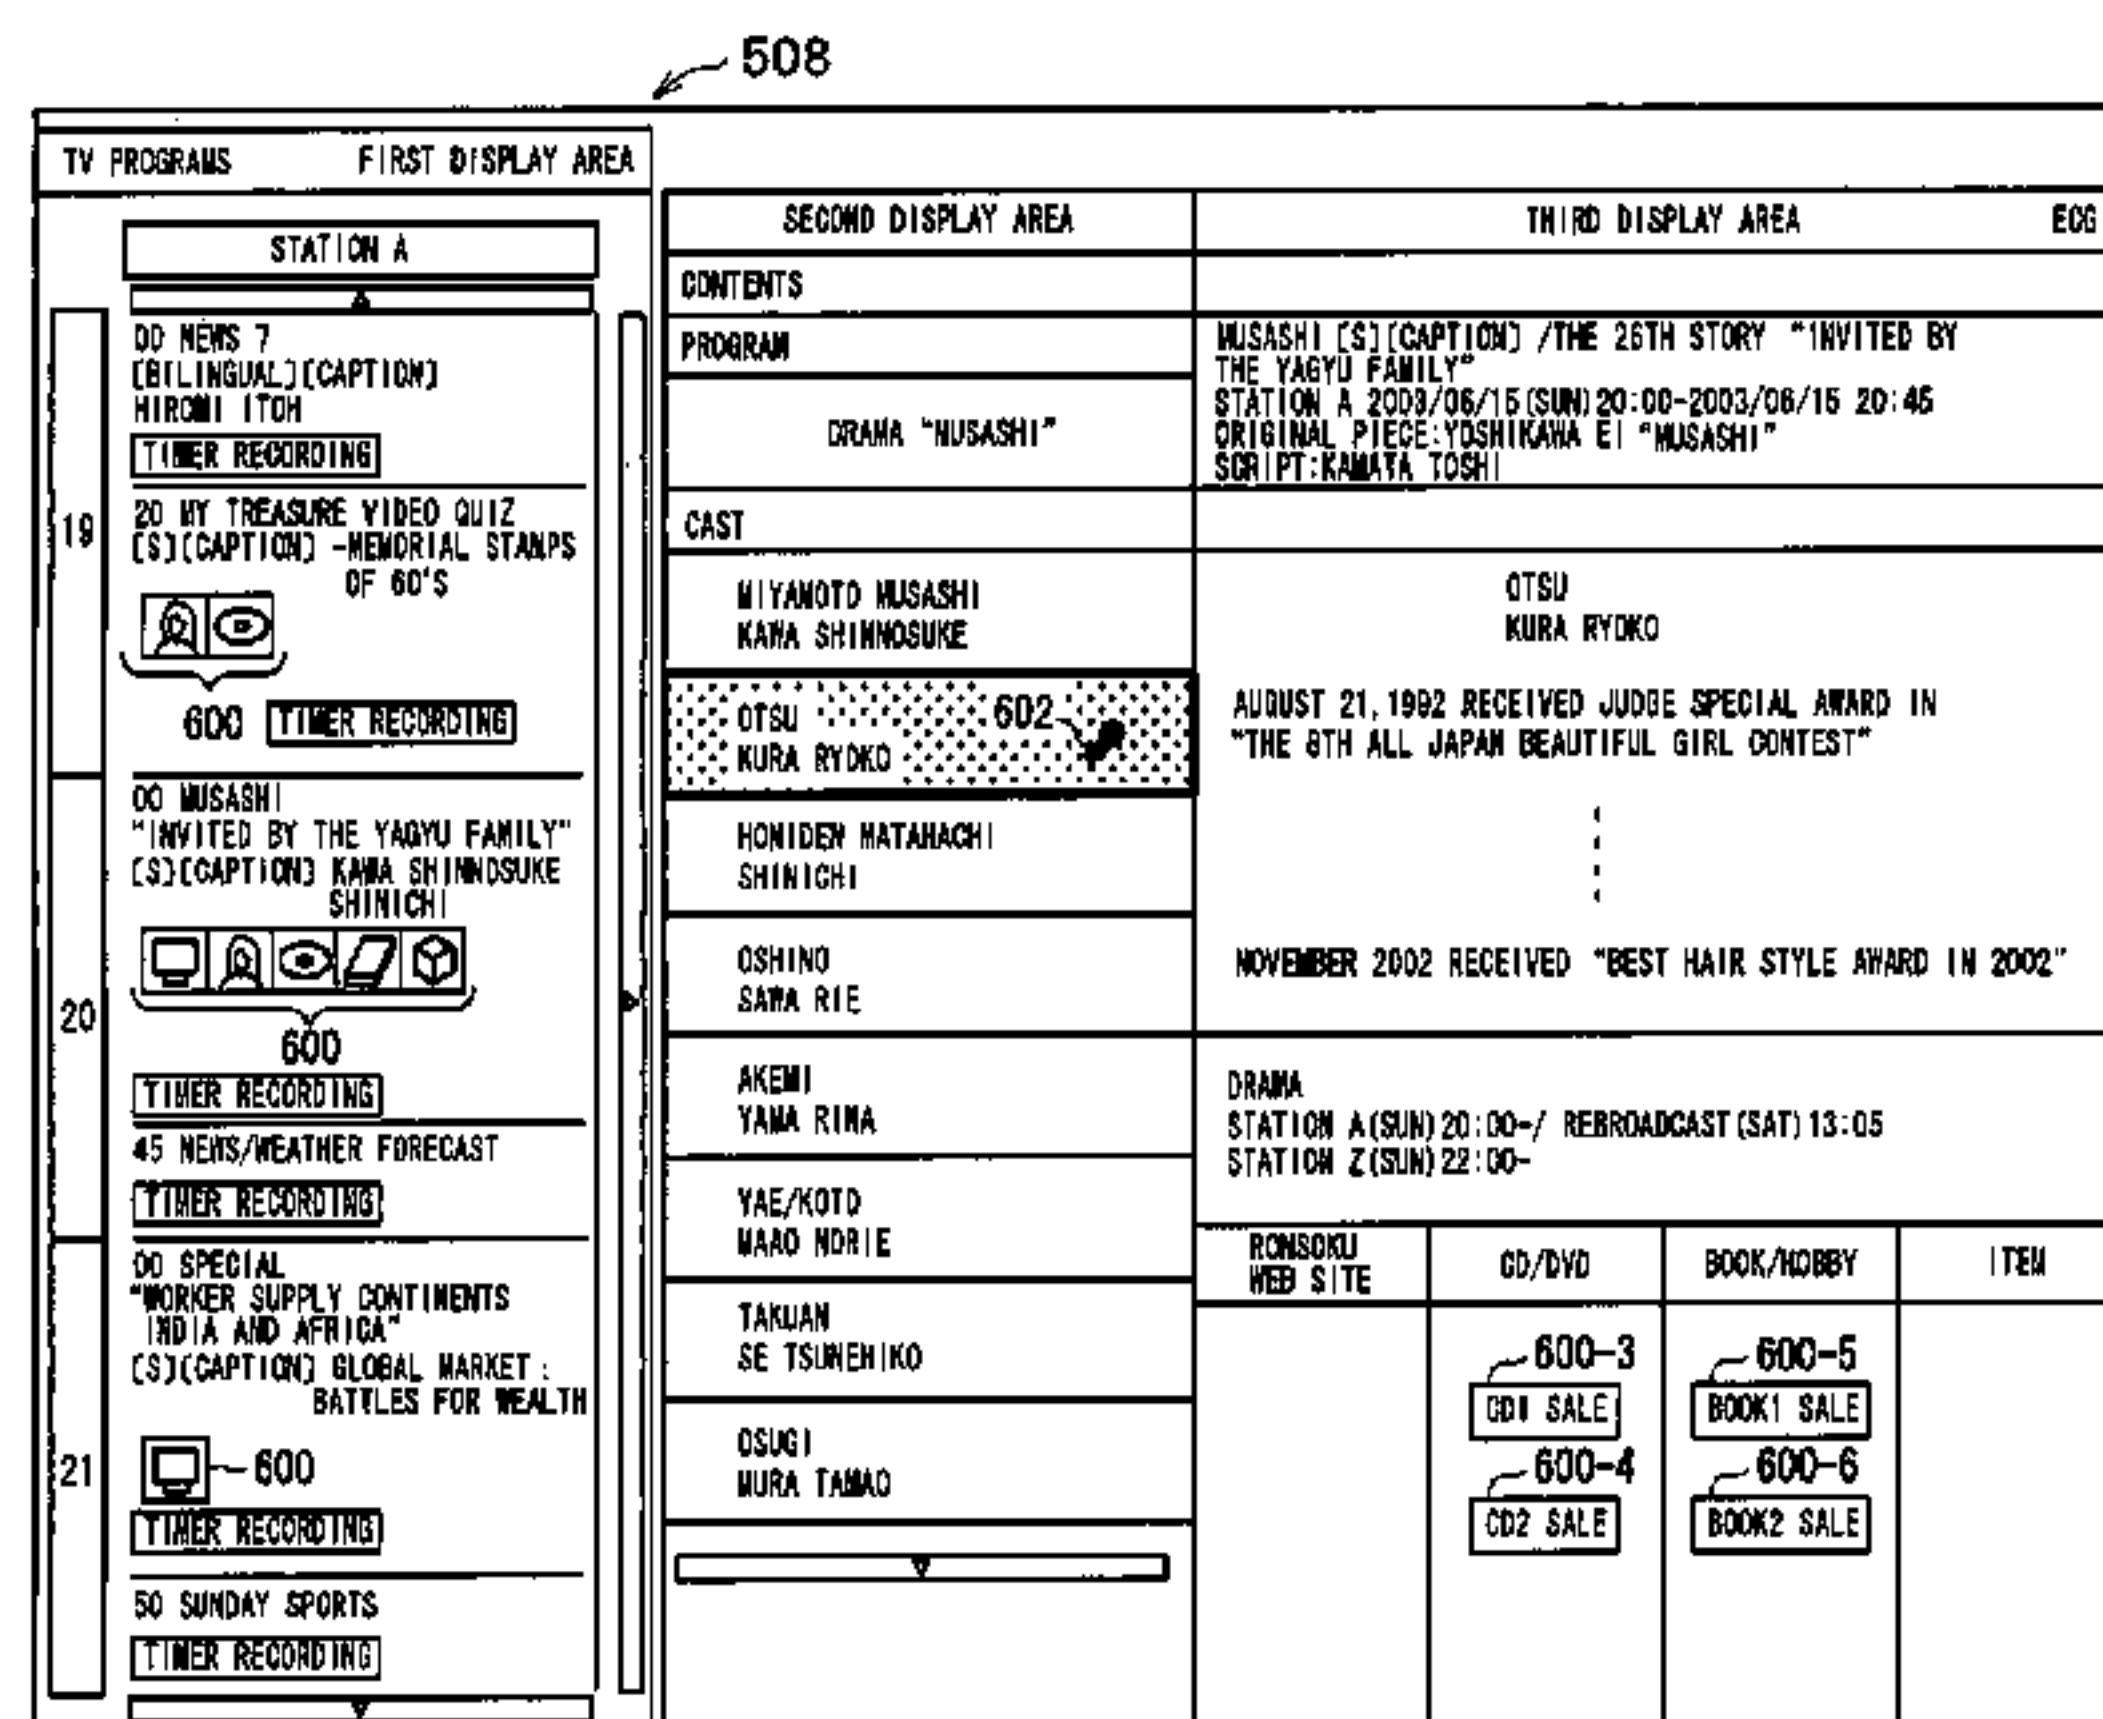 508
TV PROGRAMS FIRST DISPLAY AREA
STATION A
19
00 NEWS 7
[BILINGUAL][CAPTION]
HIROMI ITOH
TIMER RECORDING
20 MY TREASURE VIDEO QUIZ
[S][CAPTION] -MEMORIAL STAMPS
OF 60'S
600 TIMER RECORDING
20
00 MUSASHI
"INVITED BY THE YAGYU FAMILY"
[S][CAPTION] KAWA SHINNOSUKE
SHINICHI
600
TIMER RECORDING
45 NEWS/WEATHER FORECAST
TIMER RECORDING
21
00 SPECIAL
"WORKER SUPPLY CONTINENTS
INDIA AND AFRICA"
[S][CAPTION] GLOBAL MARKET:
BATTLES FOR WEALTH
600
TIMER RECORDING
50 SUNDAY SPORTS
TIMER RECORDING
SECOND DISPLAY AREA
CONTENTS
PROGRAM
DRAMA "MUSASHI"
CAST
MIYAMOTO MUSASHI
KAWA SHINNOSUKE
OTSU 602
KURA RYOKO
HONIDEN MATAHACHI
SHINICHI
OSHINO
SAWA RIE
AKEMI
YAMA RINA
YAE/KOTO
MAAO NORIE
TAKUAN
SE TSUNEHIKO
OSUGI
MURA TAMAO
THIRD DISPLAY AREA ECG
MUSASHI [S][CAPTION] /THE 26TH STORY "INVITED BY
THE YAGYU FAMILY"
STATION A 2003/06/15(SUN)20:00-2003/06/15 20:45
ORIGINAL PIECE:YOSHIKAWA EI "MUSASHI"
SCRIPT:KAMATA TOSHI
OTSU
KURA RYOKO
AUGUST 21,1992 RECEIVED JUDGE SPECIAL AWARD IN
"THE 8TH ALL JAPAN BEAUTIFUL GIRL CONTEST"
NOVEMBER 2002 RECEIVED "BEST HAIR STYLE AWARD IN 2002"
DRAMA
STATION A(SUN)20:00-/ REBROADCAST(SAT)13:05
STATION Z(SUN)22:00-
RONSOKU
WEB SITE
CD/DVD
BOOK/HOBBY
ITEM
600-3
CD1 SALE
600-4
CD2 SALE
600-5
BOOK1 SALE
600-6
BOOK2 SALE